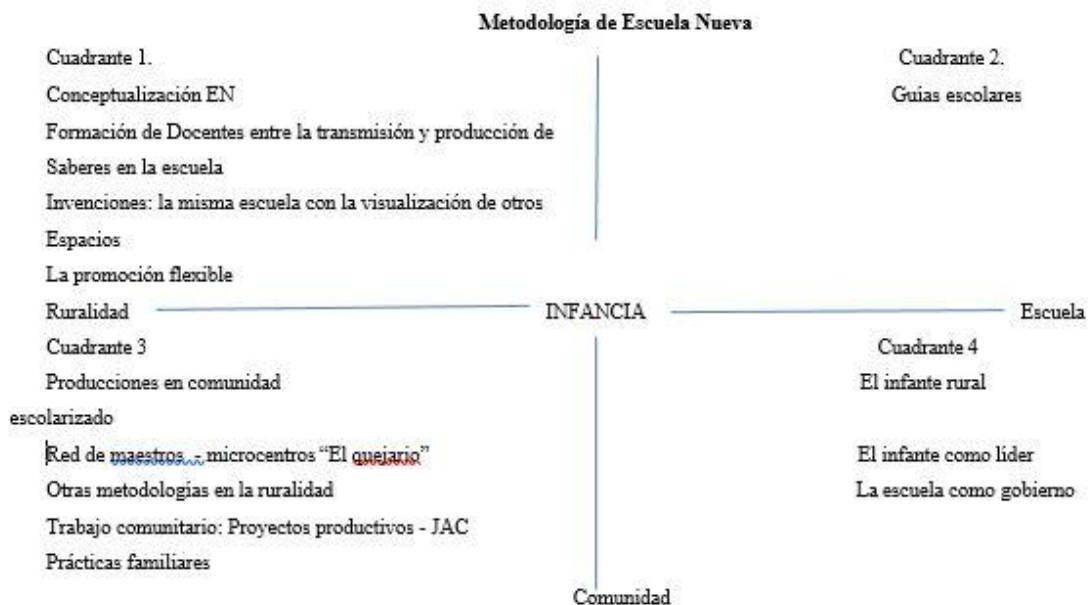 Metodología de Escuela Nueva
Cuadrante 1. Cuadrante 2.
Conceptualización EN Guias escolares
Formación de Docentes entre la transmisión y producción de
Saberes en la escuela
Invenciones: la misma escuela con la visualización de otros
Espacios
La promoción flexible
Ruralidad INFANCIA Escuela
Cuadrante 3 Cuadrante 4
Producciones en comunidad El infante rural
escolarizado
Red de maestros - microcentros “El quejario” El infante como líder
Otras metodologías en la ruralidad La escuela como gobierno
Trabajo comunitario: Proyectos productivos - JAC
Prácticas familiares
Comunidad